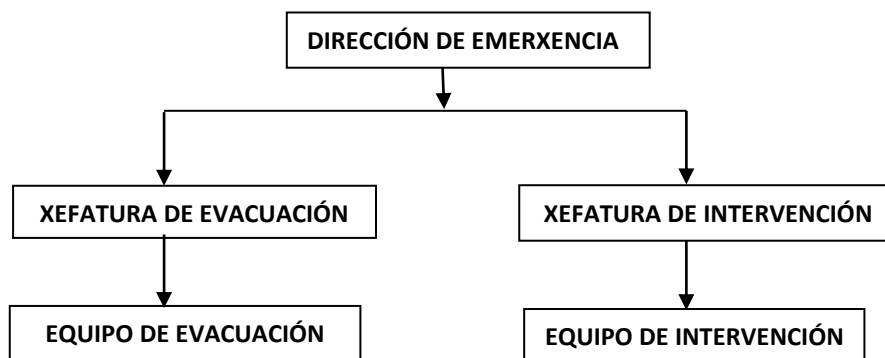 DIRECCIÓN DE EMERXENCIA
XEFATURA DE EVACUACIÓN
XEFATURA DE INTERVENCIÓN
EQUIPO DE EVACUACIÓN
EQUIPO DE INTERVENCIÓN